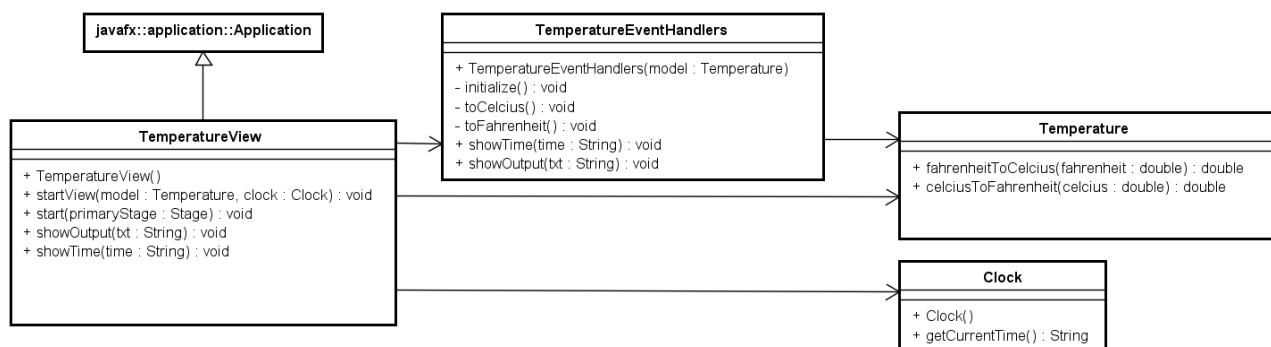 javafx::application::Application
TemperatureEventHandlers
+ TemperatureEventHandlers(model : Temperature)
- initialize() : void
- toCelcius() : void
- toFahrenheit() : void
+ showTime(time : String) : void
+ showOutput(txt : String) : void
TemperatureView
+ TemperatureView()
+ startView(model : Temperature, clock : Clock) : void
+ start(primaryStage : Stage) : void
+ showOutput(txt : String) : void
+ showTime(time : String) : void
Temperature
+ fahrenheitToCelcius(fahrenheit : double) : double
+ celciusToFahrenheit(celcius : double) : double
Clock
+ Clock()
+ getCurrentTime() : String